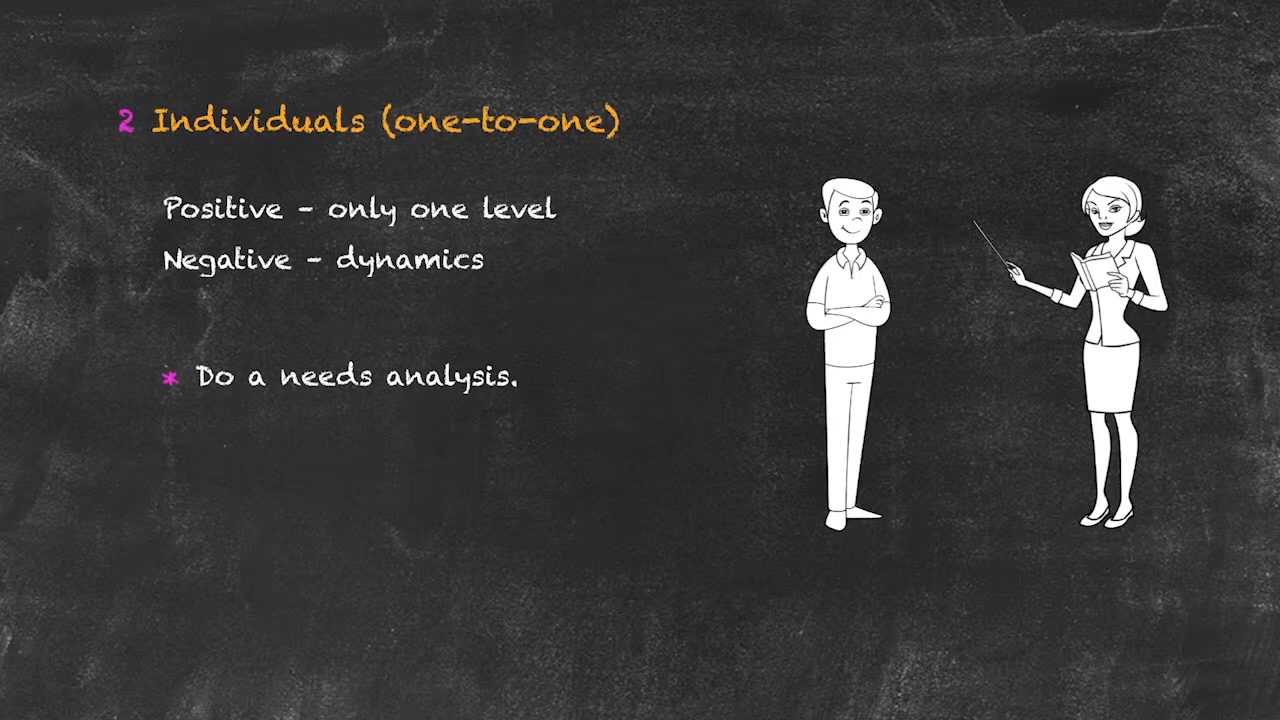 2 Individuals (one-to-one)
Positive - only one level
Negative - dynamics
* Do a needs analysis.